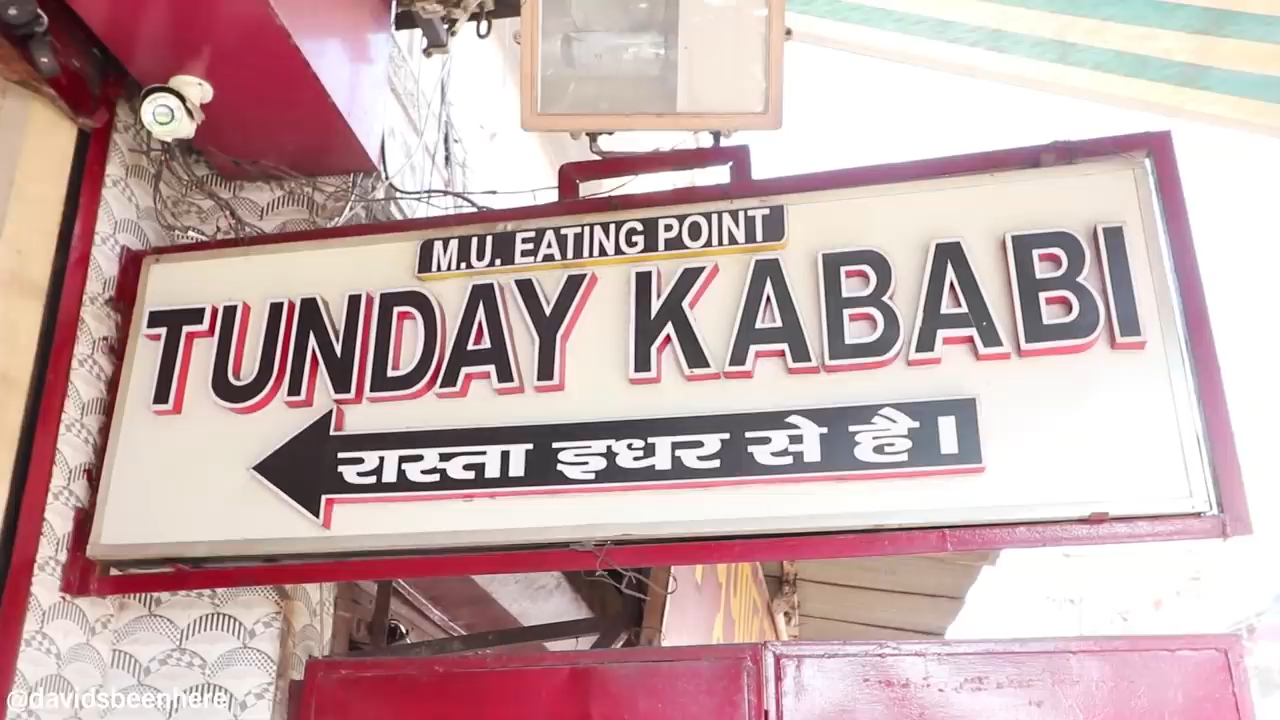 M.U. EATING POINT
TUNDAY KABABI
रास्ता इधर से है।
@davidsbeenhere